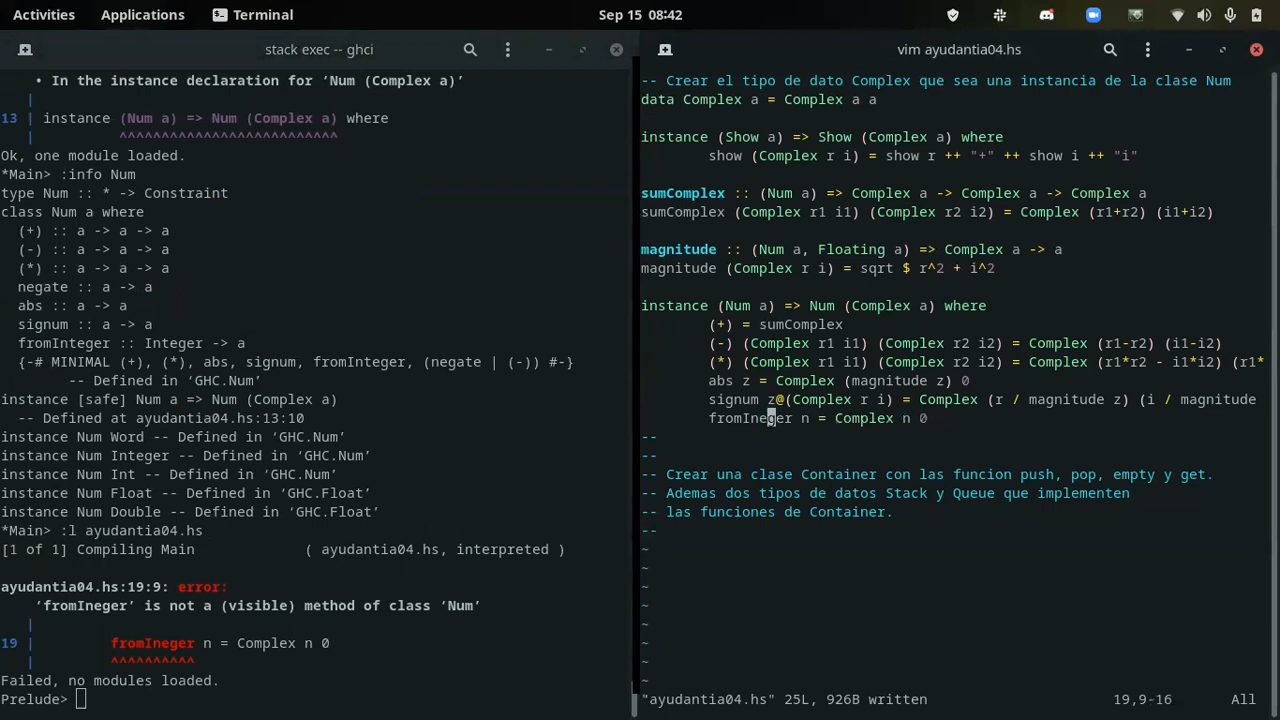 Activities Applications Terminal Sep 15 08:42
stack exec -- ghci
• In the instance declaration for ‘Num (Complex a)’
|
13 | instance (Num a) => Num (Complex a) where
| ^^^^^^^^^^^^^^^^^^^^^^^^^^
Ok, one module loaded.
*Main> :info Num
type Num :: * -> Constraint
class Num a where
(+) :: a -> a -> a
(-) :: a -> a -> a
(*) :: a -> a -> a
negate :: a -> a
abs :: a -> a
signum :: a -> a
fromInteger :: Integer -> a
{-# MINIMAL (+), (*), abs, signum, fromInteger, (negate | (-)) #-}
-- Defined in ‘GHC.Num’
instance [safe] Num a => Num (Complex a)
-- Defined at ayudantia04.hs:13:10
instance Num Word -- Defined in ‘GHC.Num’
instance Num Integer -- Defined in ‘GHC.Num’
instance Num Int -- Defined in ‘GHC.Num’
instance Num Float -- Defined in ‘GHC.Float’
instance Num Double -- Defined in ‘GHC.Float’
*Main> :l ayudantia04.hs
[1 of 1] Compiling Main ( ayudantia04.hs, interpreted )
ayudantia04.hs:19:9: error:
‘fromIneger’ is not a (visible) method of class ‘Num’
|
19 | fromIneger n = Complex n 0
| ^^^^^^^^^^
Failed, no modules loaded.
Prelude>
vim ayudantia04.hs
-- Crear el tipo de dato Complex que sea una instancia de la clase Num
data Complex a = Complex a a
instance (Show a) => Show (Complex a) where
show (Complex r i) = show r ++ "+" ++ show i ++ "i"
sumComplex :: (Num a) => Complex a -> Complex a -> Complex a
sumComplex (Complex r1 i1) (Complex r2 i2) = Complex (r1+r2) (i1+i2)
magnitude :: (Num a, Floating a) => Complex a -> a
magnitude (Complex r i) = sqrt $ r^2 + i^2
instance (Num a) => Num (Complex a) where
(+) = sumComplex
(-) (Complex r1 i1) (Complex r2 i2) = Complex (r1-r2) (i1-i2)
(*) (Complex r1 i1) (Complex r2 i2) = Complex (r1*r2 - i1*i2) (r1*
abs z = Complex (magnitude z) 0
signum z@(Complex r i) = Complex (r / magnitude z) (i / magnitude
fromIneger n = Complex n 0
--
--
-- Crear una clase Container con las funcion push, pop, empty y get.
-- Ademas dos tipos de datos Stack y Queue que implementen
-- las funciones de Container.
--
~
~
~
~
~
~
~
~
"ayudantia04.hs" 25L, 926B written 19,9-16 All